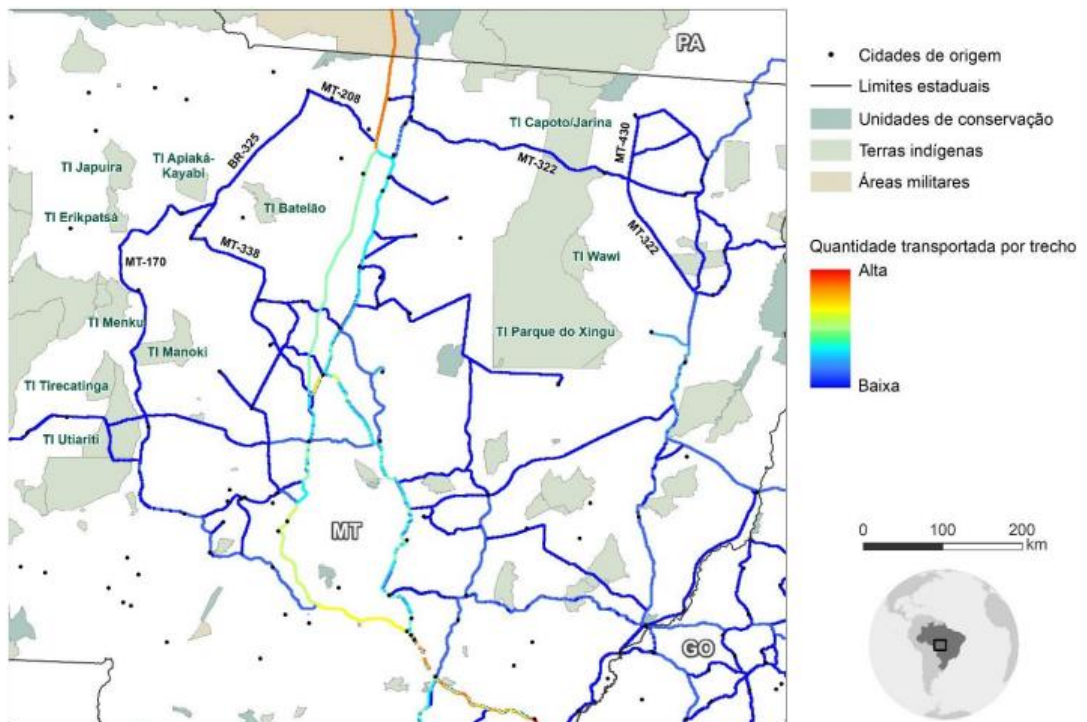 PA
MT-208
TI Capoto/Jarina
MT-430
BR-325
MT-322
TI Japuira
TI Apiaká-
Kayabi
TI Batelão
TI Erikpatsá
MT-338
MT-322
MT-170
TI Wawi
TI Menku
TI Parque do Xingu
TI Manoki
TI Tirecatinga
TI Utiariti
MT
GO
Cidades de origem
Limites estaduais
Unidades de conservação
Terras indígenas
Áreas militares
Quantidade transportada por trecho
Alta
Baixa
0 100 200
km